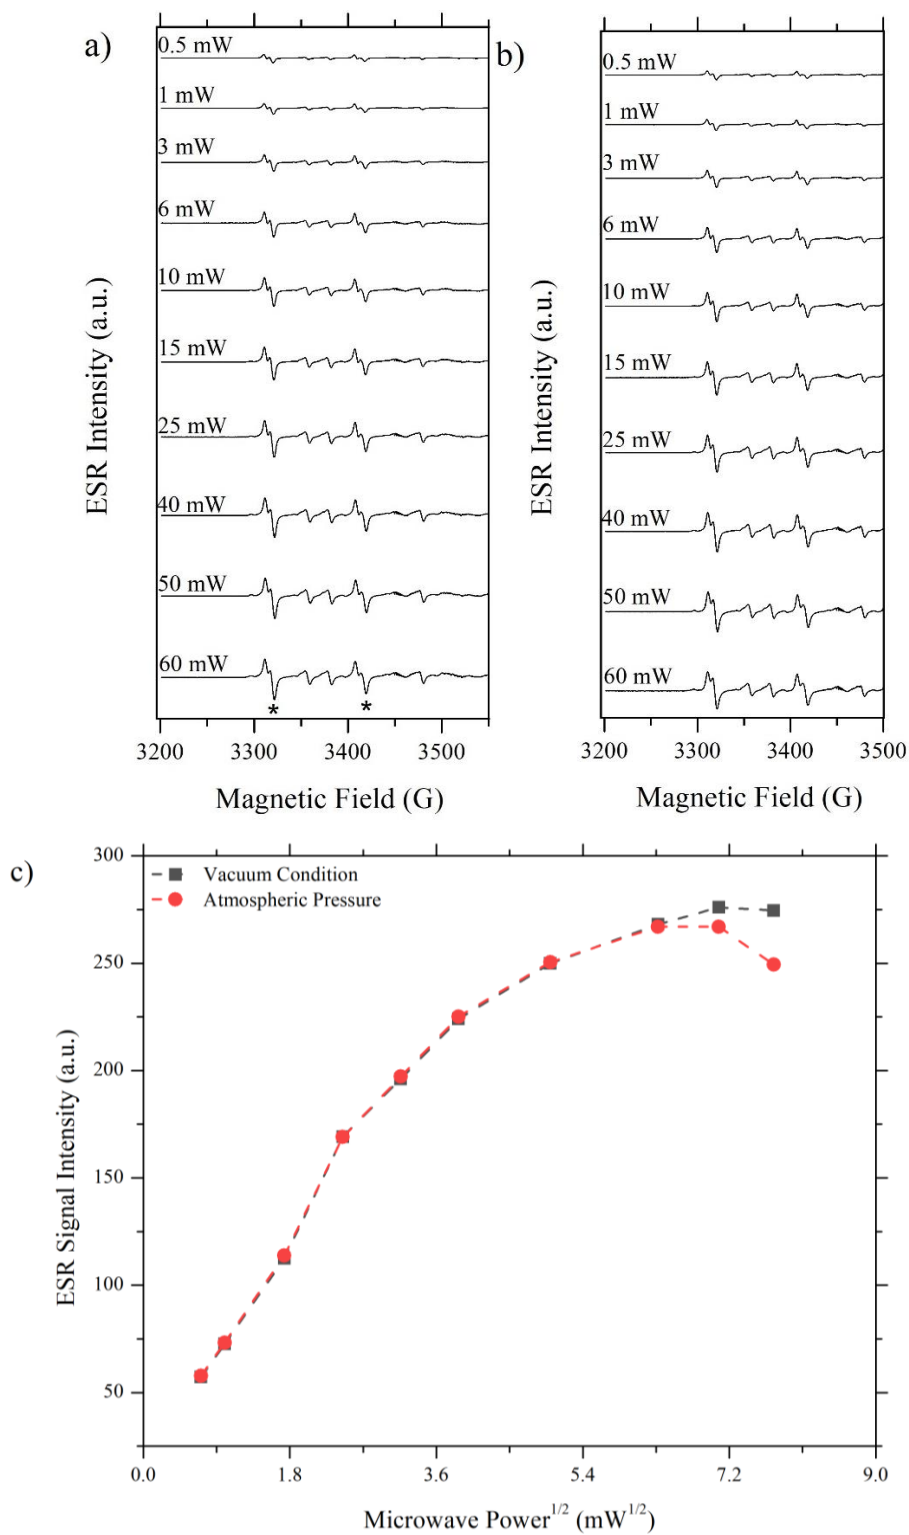 a)
0.5 mW
1 mW
3 mW
6 mW
10 mW
15 mW
25 mW
40 mW
50 mW
60 mW
* *
ESR Intensity (a.u.)
3200 3300 3400 3500
Magnetic Field (G)
b)
0.5 mW
1 mW
3 mW
6 mW
10 mW
15 mW
25 mW
40 mW
50 mW
60 mW
ESR Intensity (a.u.)
3200 3300 3400 3500
Magnetic Field (G)
c)
Vacuum Condition
Atmospheric Pressure
300
250
200
150
100
50
ESR Signal Intensity (a.u.)
0.0 1.8 3.6 5.4 7.2 9.0
Microwave Power^1/2 (mW^1/2)